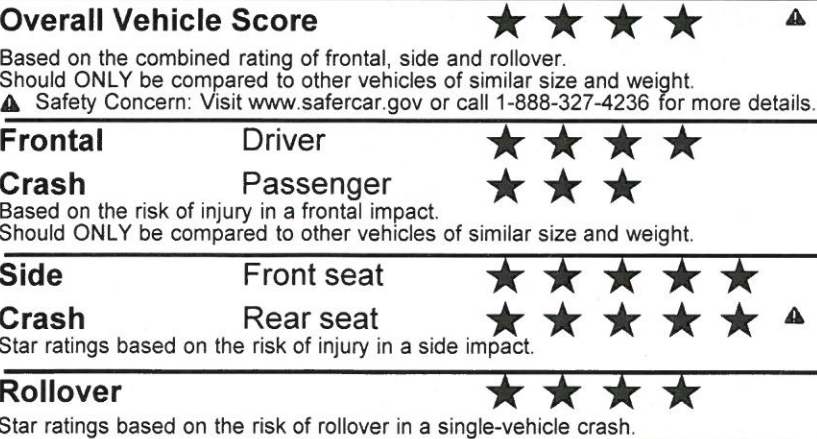 Overall Vehicle Score ★ ★ ★ ★ ⚠
Based on the combined rating of frontal, side and rollover.
Should ONLY be compared to other vehicles of similar size and weight.
⚠ Safety Concern: Visit www.safercar.gov or call 1-888-327-4236 for more details.
Frontal Driver ★ ★ ★ ★
Crash Passenger ★ ★ ★
Based on the risk of injury in a frontal impact.
Should ONLY be compared to other vehicles of similar size and weight.
Side Front seat ★ ★ ★ ★ ★
Crash Rear seat ★ ★ ★ ★ ★ ⚠
Star ratings based on the risk of injury in a side impact.
Rollover ★ ★ ★ ★
Star ratings based on the risk of rollover in a single-vehicle crash.